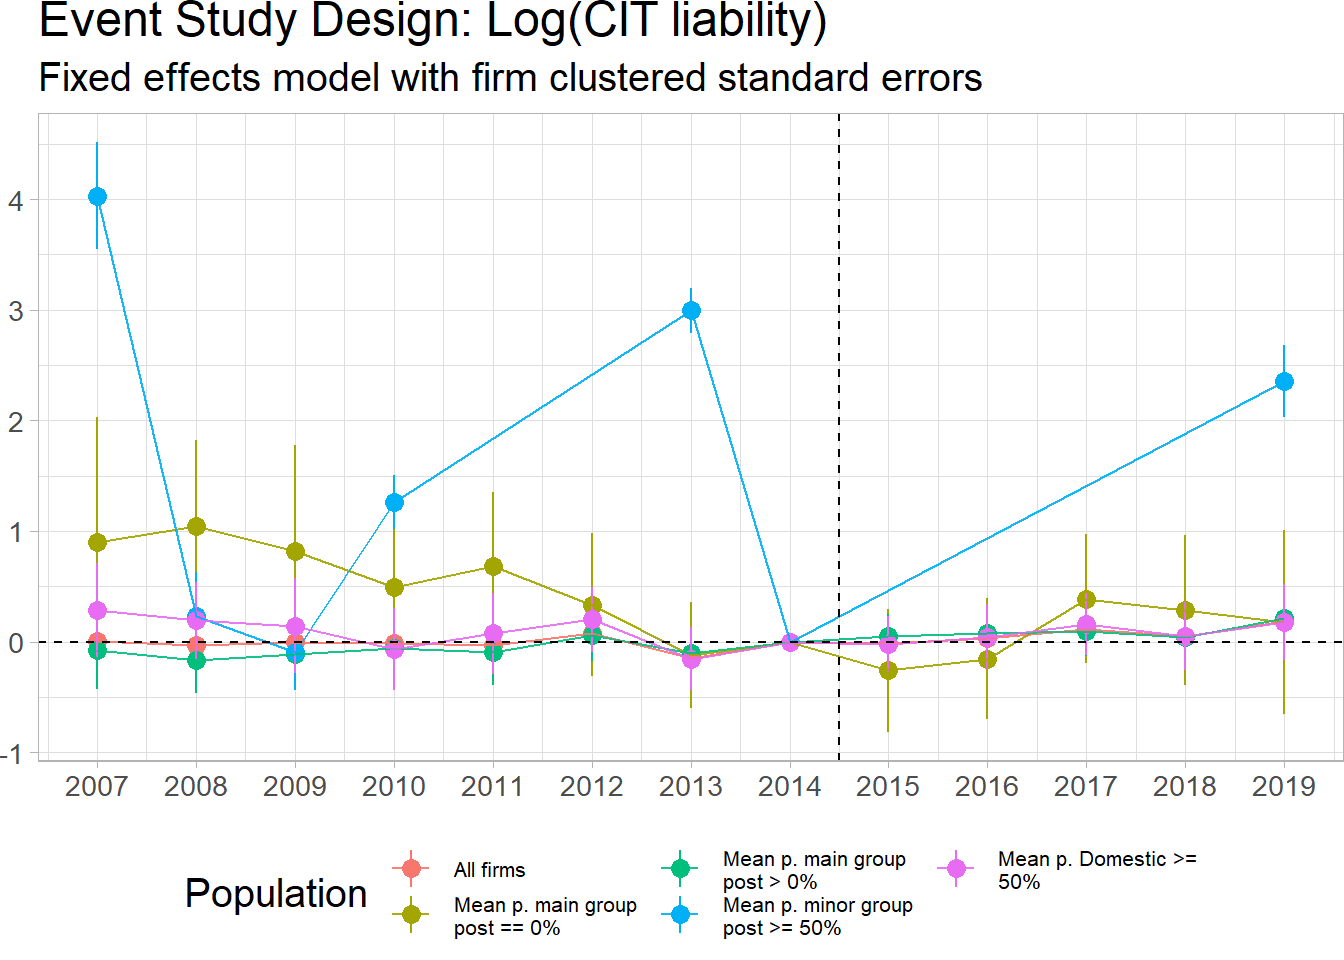 Event Study Design: Log(CIT liability)
Fixed effects model with firm clustered standard errors
4
3
2
1
0
-1
2007 2008 2009 2010 2011 2012 2013 2014 2015 2016 2017 2018 2019
Population
All firms
Mean p. main group
post == 0%
Mean p. main group
post > 0%
Mean p. minor group
post >= 50%
Mean p. Domestic >=
50%